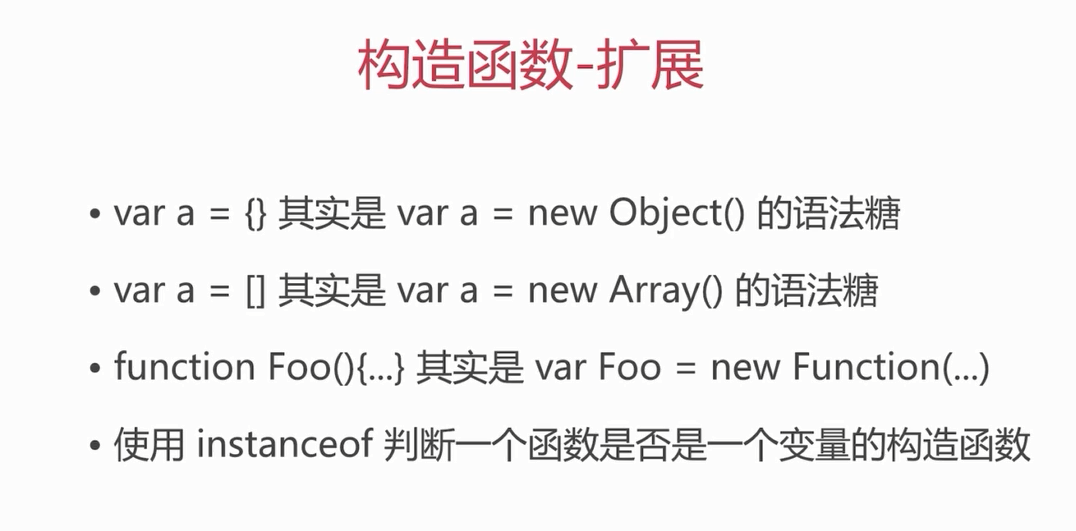 构造函数-扩展
• var a = {} 其实是 var a = new Object() 的语法糖
• var a = [] 其实是 var a = new Array() 的语法糖
• function Foo(){...} 其实是 var Foo = new Function(...)
• 使用 instanceof 判断一个函数是否是一个变量的构造函数